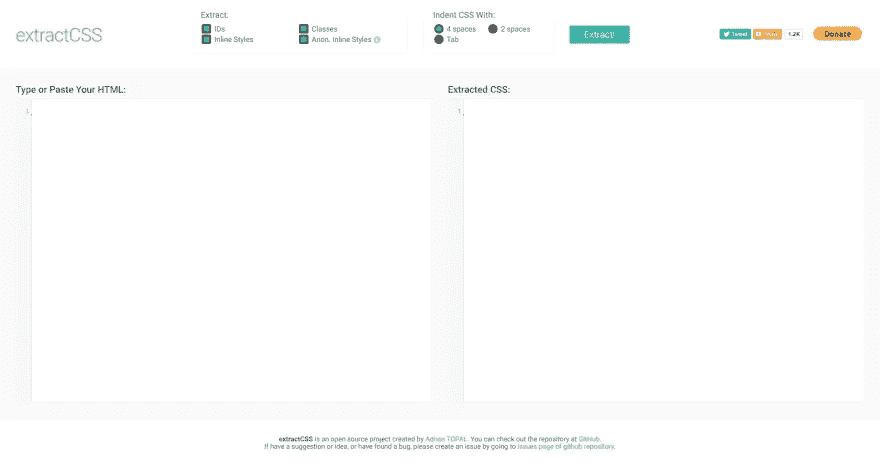 extractCSS
Extract:
IDs
Classes
Inline Styles
Anon. Inline Styles
Indent CSS With:
4 spaces
2 spaces
Tab
Extract!
Tweet
1.2K
Donate
Type or Paste Your HTML:
Extracted CSS:
1
1
extractCSS is an open source project created by Adnan TOPAL. You can check out the repository at GitHub.
If have a suggestion or idea, or have found a bug, please create an issue by going to issues page of github repository.